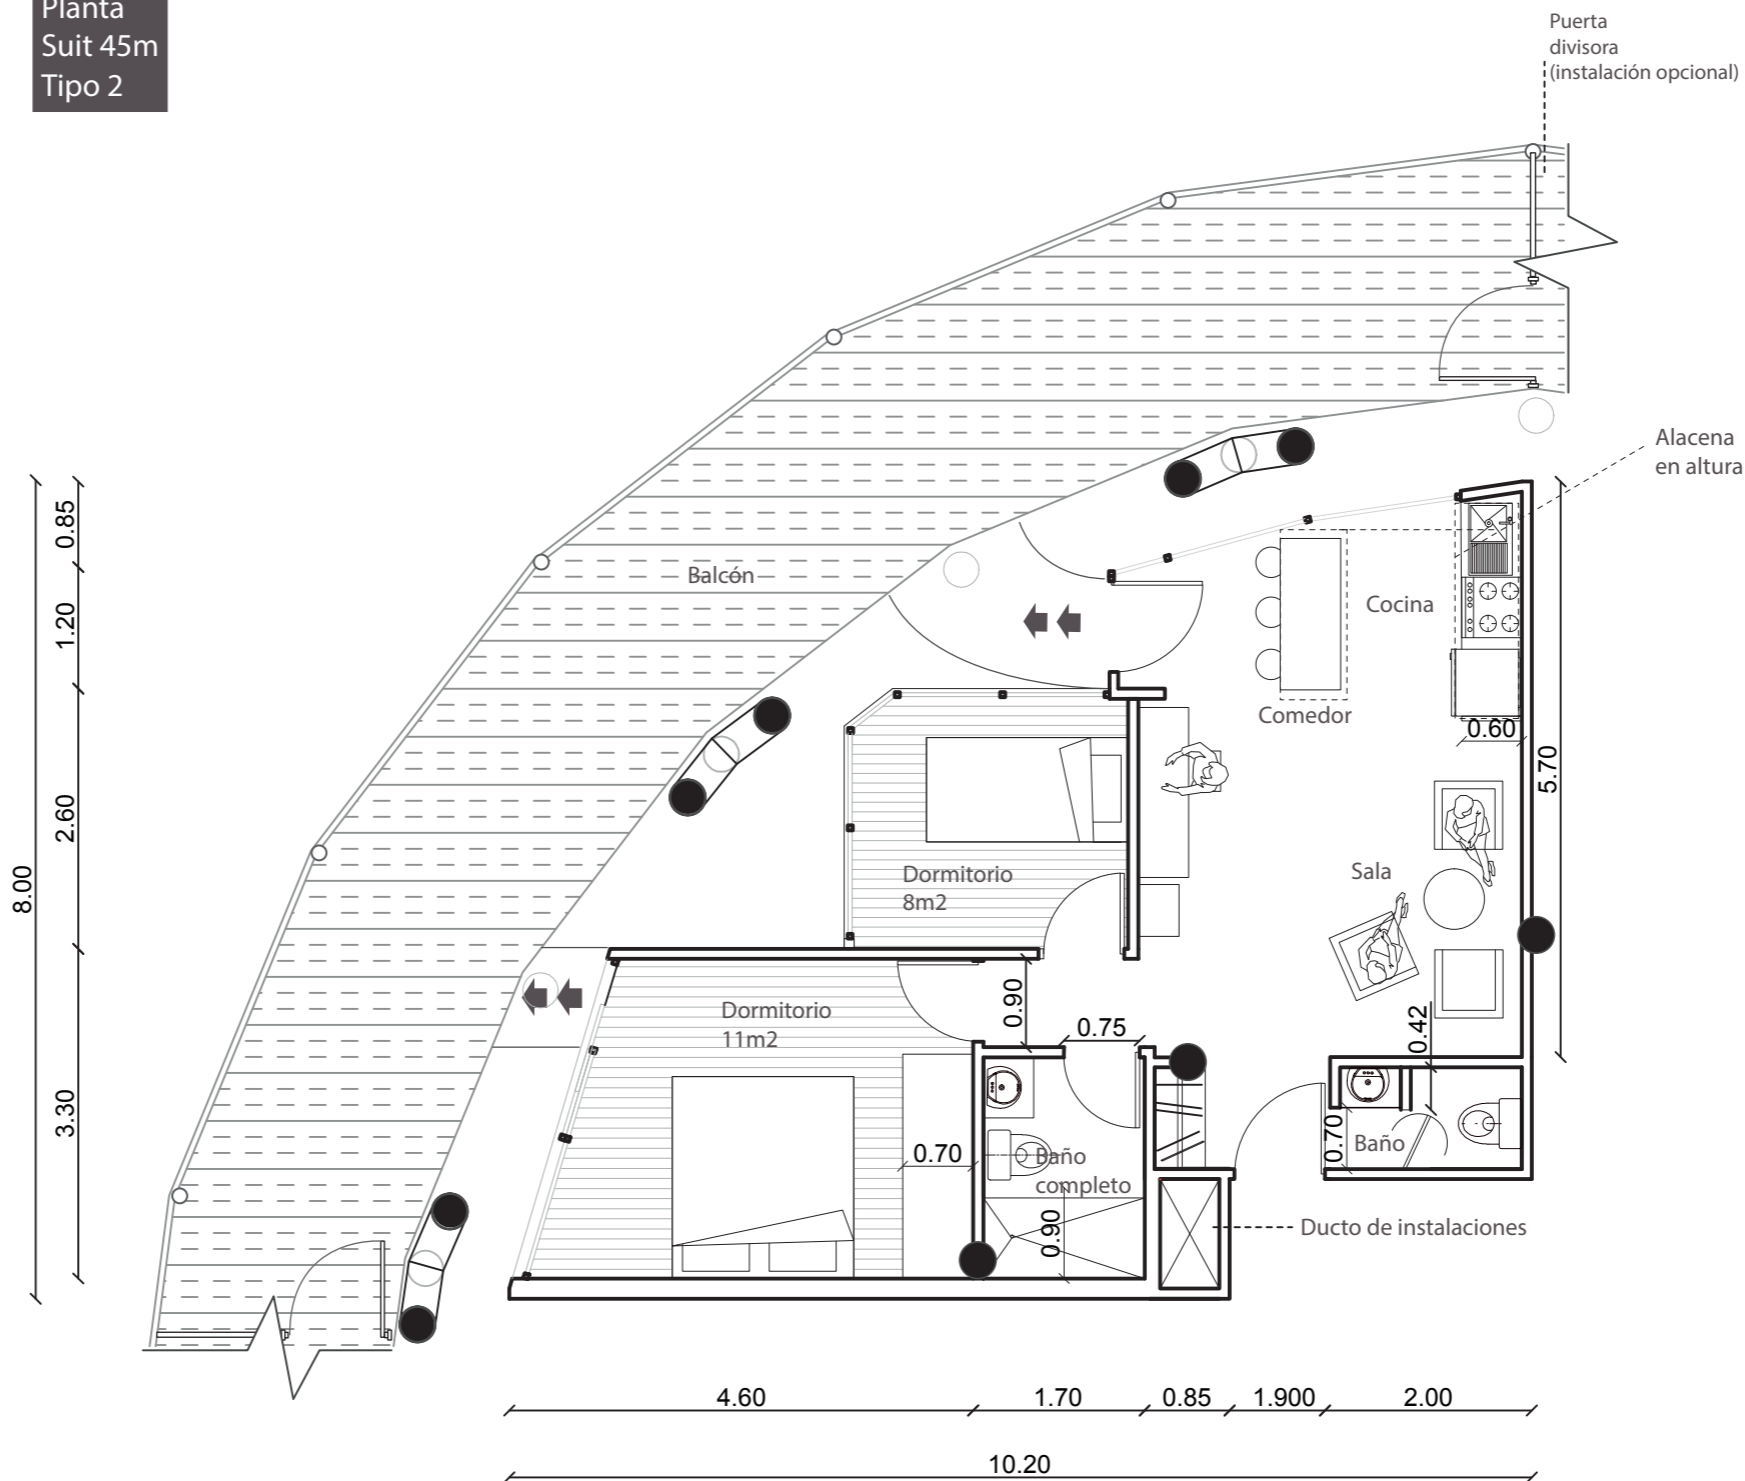 Planta
Suit 45m
Tipo 2
Puerta
divisora
(instalación opcional)
Alacena
en altura
Balcón
Cocina
Comedor
0.60
5.70
Dormitorio
8m2
Sala
Dormitorio
11m2
0.90
0.75
0.42
0.70
Baño
completo
0.90
0.70
Baño
Ducto de instalaciones
0.85
1.20
2.60
3.30
8.00
4.60
1.70
0.85
1.900
2.00
10.20